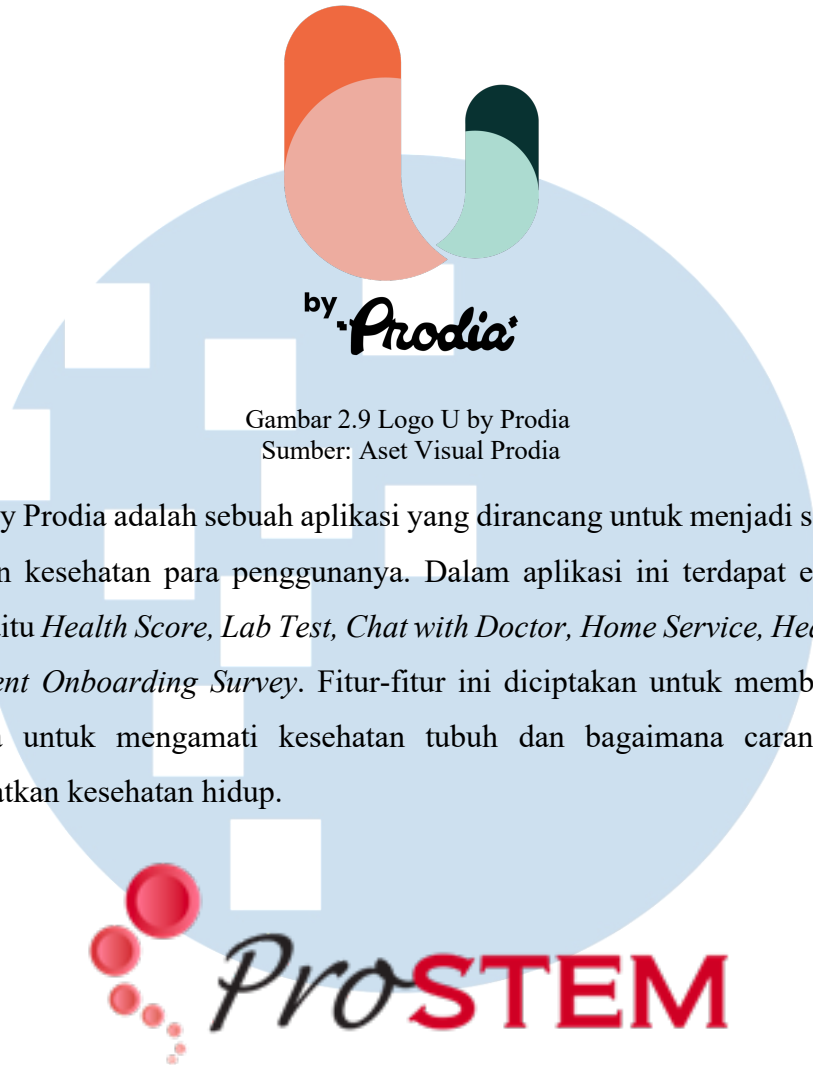 by Prodia
Gambar 2.9 Logo U by Prodia
Sumber: Aset Visual Prodia
y Prodia adalah sebuah aplikasi yang dirancang untuk menjadi s
n kesehatan para penggunanya. Dalam aplikasi ini terdapat e
itu Health Score, Lab Test, Chat with Doctor, Home Service, Hea
ent Onboarding Survey. Fitur-fitur ini diciptakan untuk memb
untuk mengamati kesehatan tubuh dan bagaimana caran
atkan kesehatan hidup.
ProSTEM